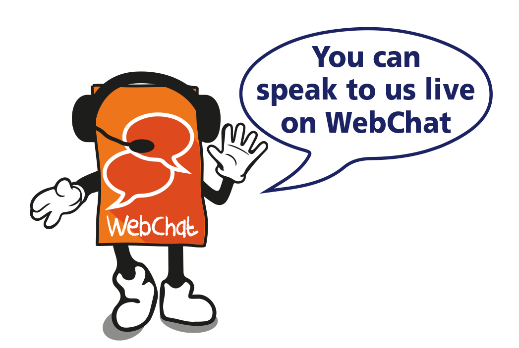 You can
speak to us live
on WebChat
WebChat